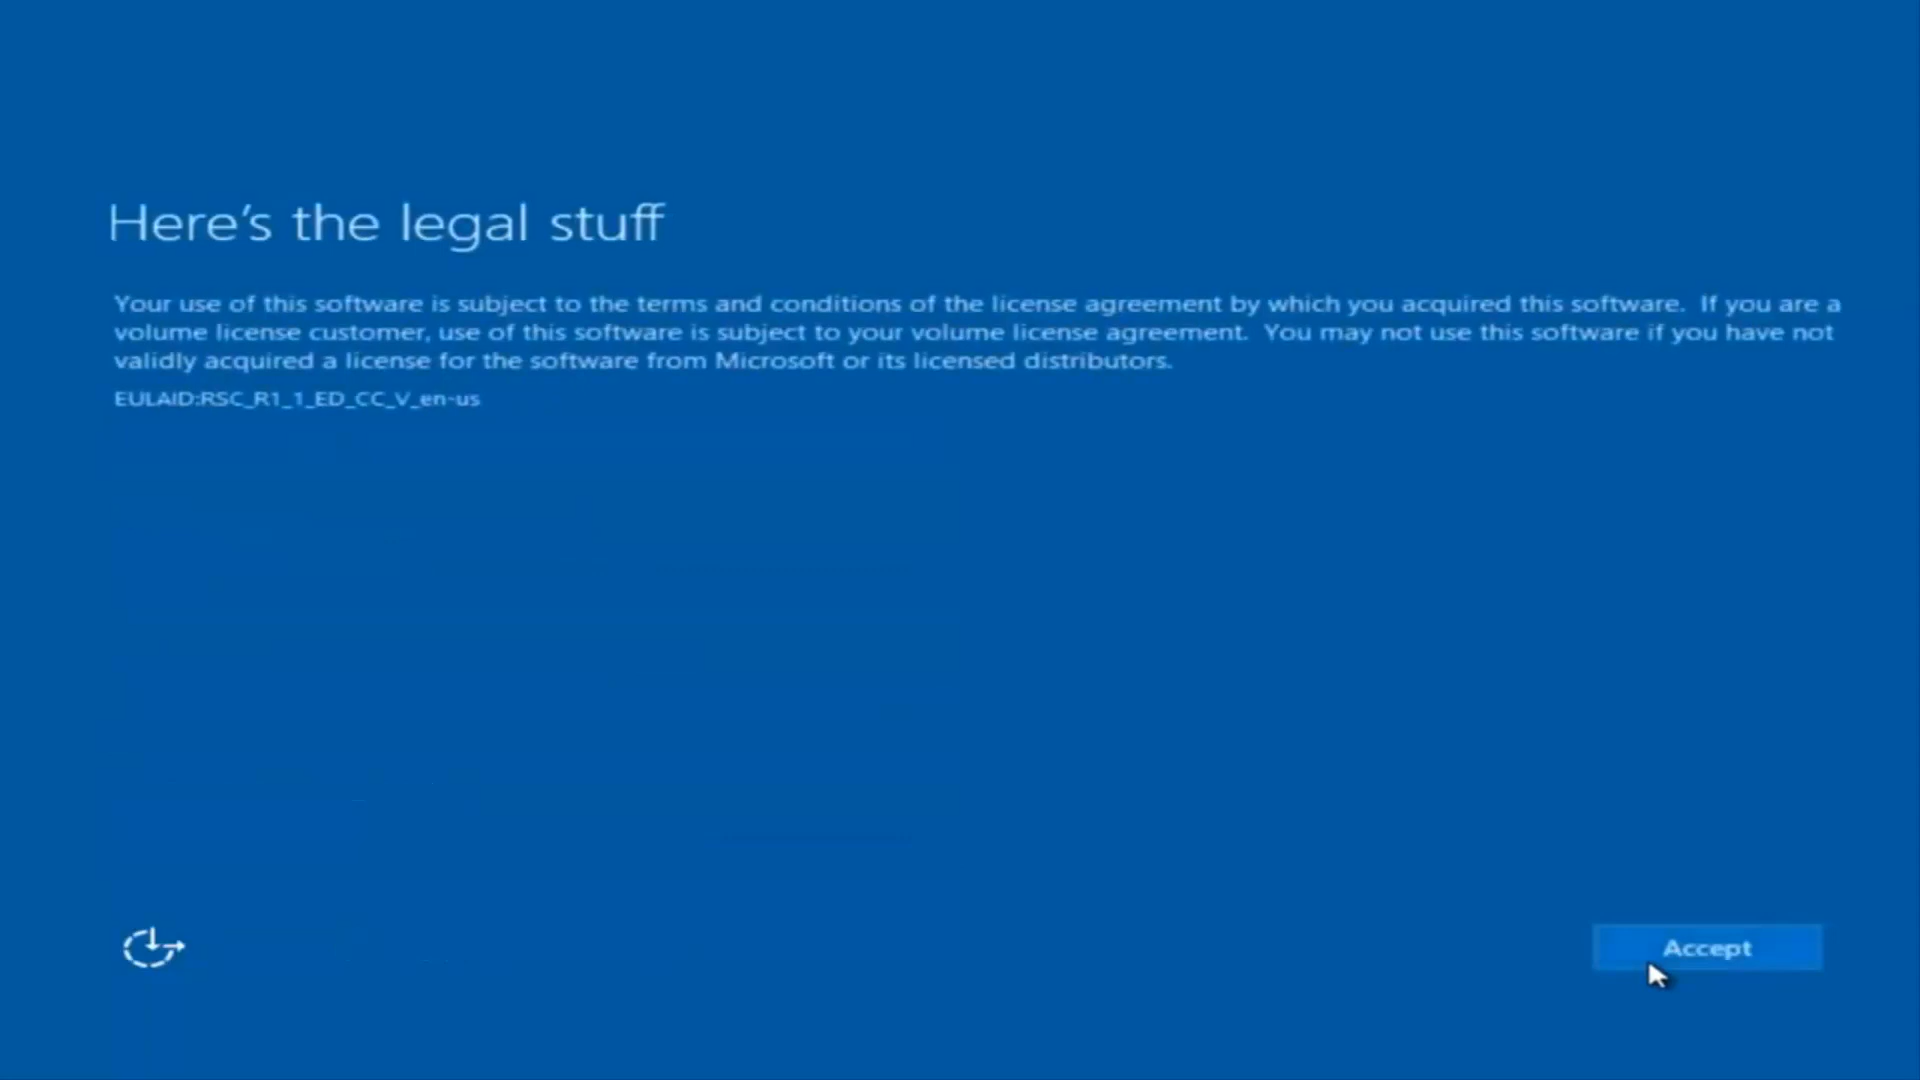 Here's the legal stuff
Your use of this software is subject to the terms and conditions of the license agreement by which you acquired this software.  If you are a
volume license customer, use of this software is subject to your volume license agreement.  You may not use this software if you have not
validly acquired a license for the software from Microsoft or its licensed distributors.
EULAID:RSC_R1_1_ED_CC_V_en-us
Accept